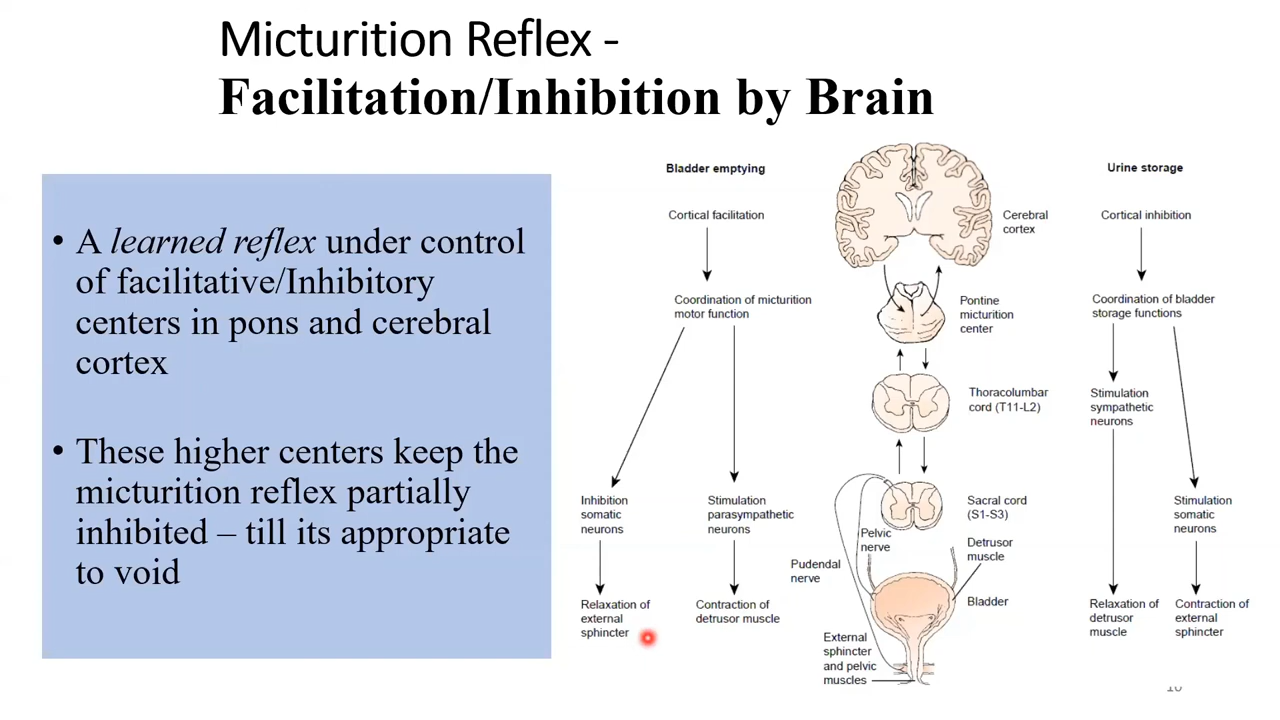 Micturition Reflex -
Facilitation/Inhibition by Brain
• A learned reflex under control
of facilitative/Inhibitory
centers in pons and cerebral
cortex
• These higher centers keep the
micturition reflex partially
inhibited – till its appropriate
to void
Bladder emptying
Cortical facilitation
Coordination of micturition
motor function
Inhibition
somatic
neurons
Stimulation
parasympathetic
neurons
Relaxation of
external
sphincter
Contraction of
detrusor muscle
Cerebral
cortex
Pontine
micturition
center
Thoracolumbar
cord (T11-L2)
Sacral cord
(S1-S3)
Pelvic
nerve
Detrusor
muscle
Pudendal
nerve
Bladder
External
sphincter
and pelvic
muscles
Urine storage
Cortical inhibition
Coordination of bladder
storage functions
Stimulation
sympathetic
neurons
Stimulation
somatic
neurons
Relaxation of
detrusor
muscle
Contraction of
external
sphincter